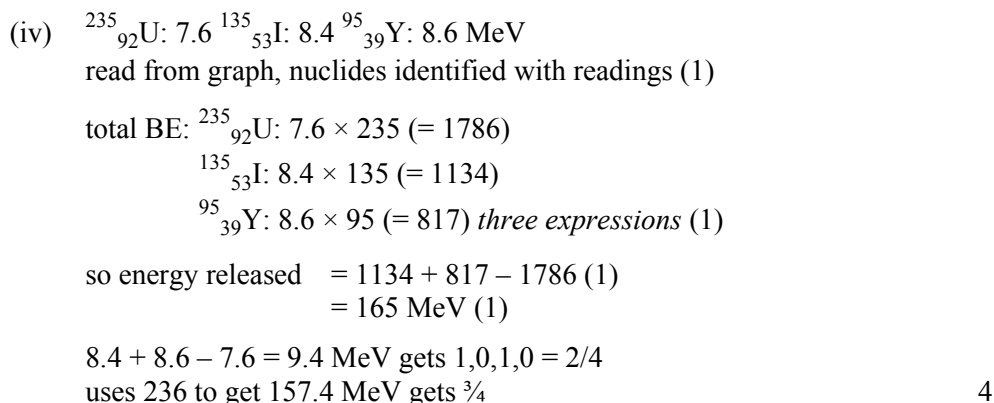 (iv) ²³⁵₉₂U: 7.6 ¹³⁵₅₃I: 8.4 ⁹⁵₃₉Y: 8.6 MeV
read from graph, nuclides identified with readings (1)
total BE: ²³⁵₉₂U: 7.6 × 235 (= 1786)
¹³⁵₅₃I: 8.4 × 135 (= 1134)
⁹⁵₃₉Y: 8.6 × 95 (= 817) three expressions (1)
so energy released = 1134 + 817 – 1786 (1)
= 165 MeV (1)
8.4 + 8.6 – 7.6 = 9.4 MeV gets 1,0,1,0 = 2/4
uses 236 to get 157.4 MeV gets ¾ 4